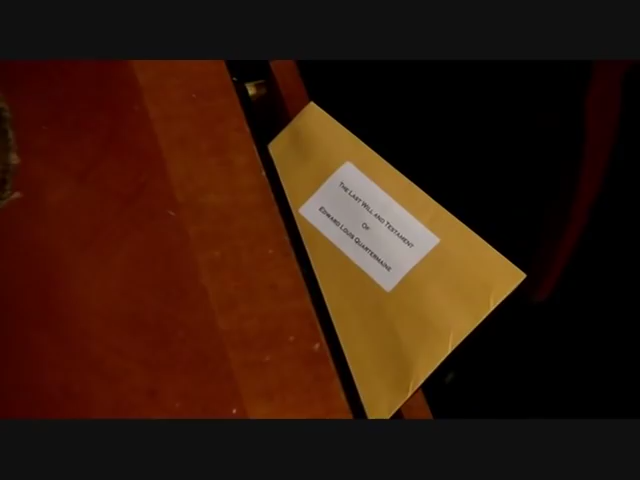 The Last Will and Testament
Of
Edward Louis Quartermaine